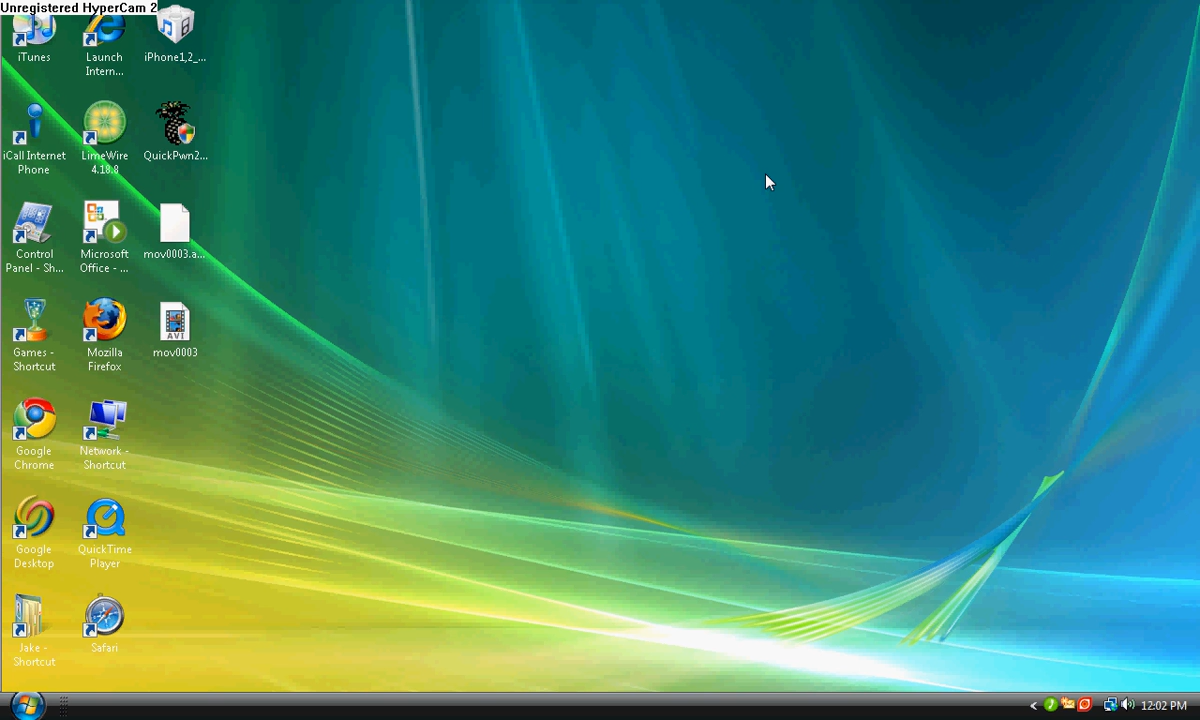 Unregistered HyperCam 2
iTunes
Launch
Intern...
iPhone1,2_...
iCall Internet
Phone
LimeWire
4.18.8
QuickPwn2...
Control
Panel - Sh...
Microsoft
Office - ...
mov0003.a...
AVI
Games -
Shortcut
Mozilla
Firefox
mov0003
Google
Chrome
Network -
Shortcut
Google
Desktop
QuickTime
Player
Jake -
Shortcut
Safari
12:02 PM